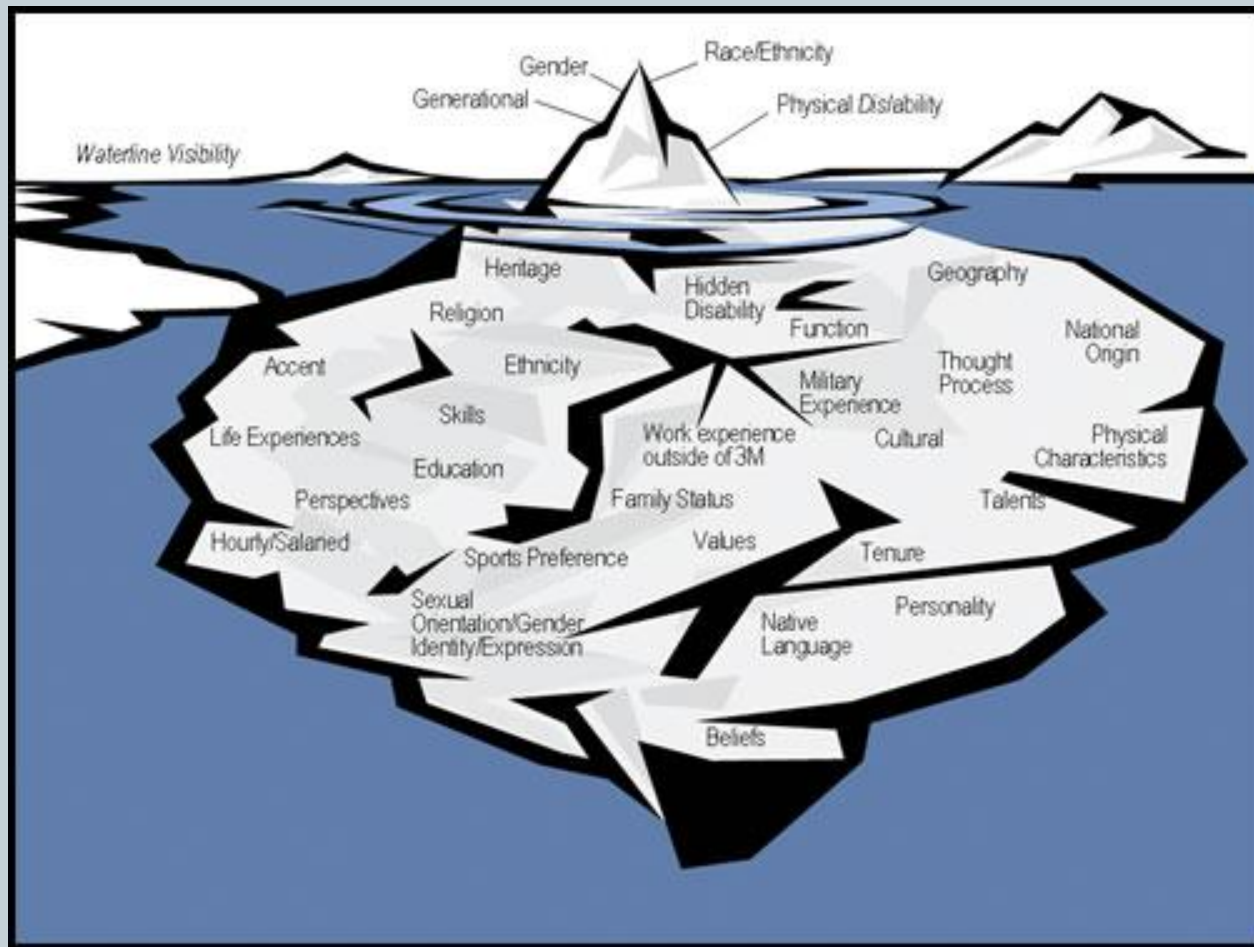 Race/Ethnicity
Gender
Generational
Physical Dis/ability
Waterline Visibility
Heritage
Geography
Hidden
Disability
Religion
Function
National
Origin
Accent
Ethnicity
Thought
Process
Military
Experience
Skills
Life Experiences
Work experience
outside of 3M
Cultural
Physical
Characteristics
Education
Perspectives
Family Status
Talents
Hourly/Salaried
Sports Preference
Values
Tenure
Sexual
Orientation/Gender
Identity/Expression
Native
Language
Personality
Beliefs